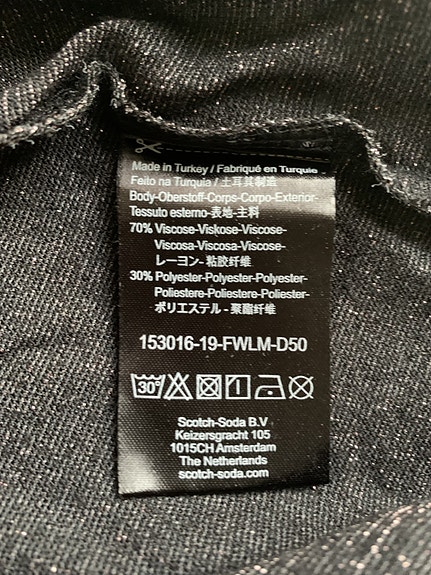 Made in Turkey / Fabriqué en Turquie
Feito na Turquia / 土耳其制造
Body-Oberstoff-Corps-Corpo-Exterior-
Tessuto esterno-表地-主料
70% Viscose-Viskose-Viscose-
Viscosa-Viscosa-Viscose-
レーヨン- 粘胶纤维
30% Polyester-Polyester-Polyester-
Poliestere-Poliestere-Poliester-
ポリエステル - 聚酯纤维
153016-19-FWLM-D50
30°
Scotch-Soda B.V
Keizersgracht 105
1015CH Amsterdam
The Netherlands
scotch-soda.com